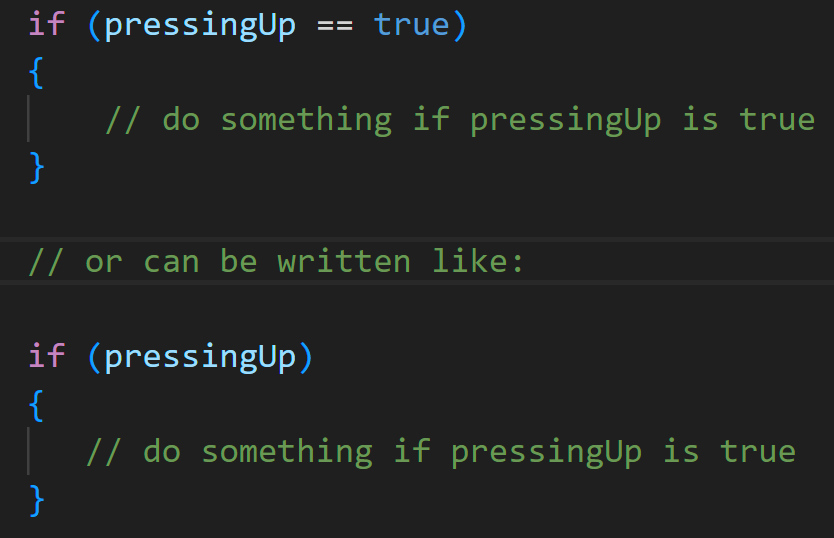 if (pressingUp == true)
{
    // do something if pressingUp is true
}
// or can be written like:
if (pressingUp)
{
   // do something if pressingUp is true
}